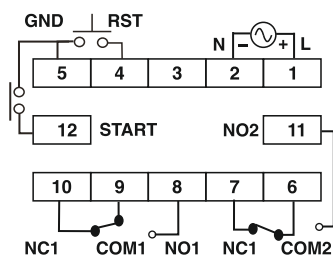 GND RST
N − + L
5 4 3 2 1
12 START NO2 11
10 9 8 7 6
NC1 COM1 NO1 NC1 COM2